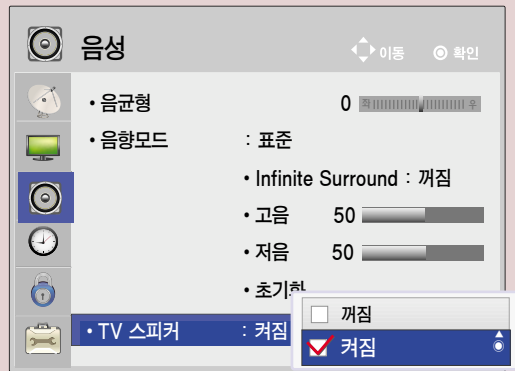 음성 이동 확인
• 음균형 0 좌 우
• 음향모드 : 표준
• Infinite Surround : 꺼짐
• 고음 50
• 저음 50
• 초기화
• TV 스피커 : 켜짐
꺼짐
켜짐